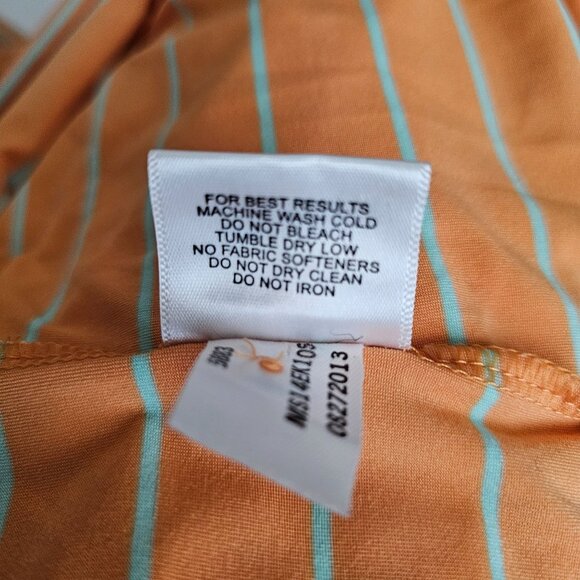 FOR BEST RESULTS
MACHINE WASH COLD
DO NOT BLEACH
TUMBLE DRY LOW
NO FABRIC SOFTENERS
DO NOT DRY CLEAN
DO NOT IRON
08272013